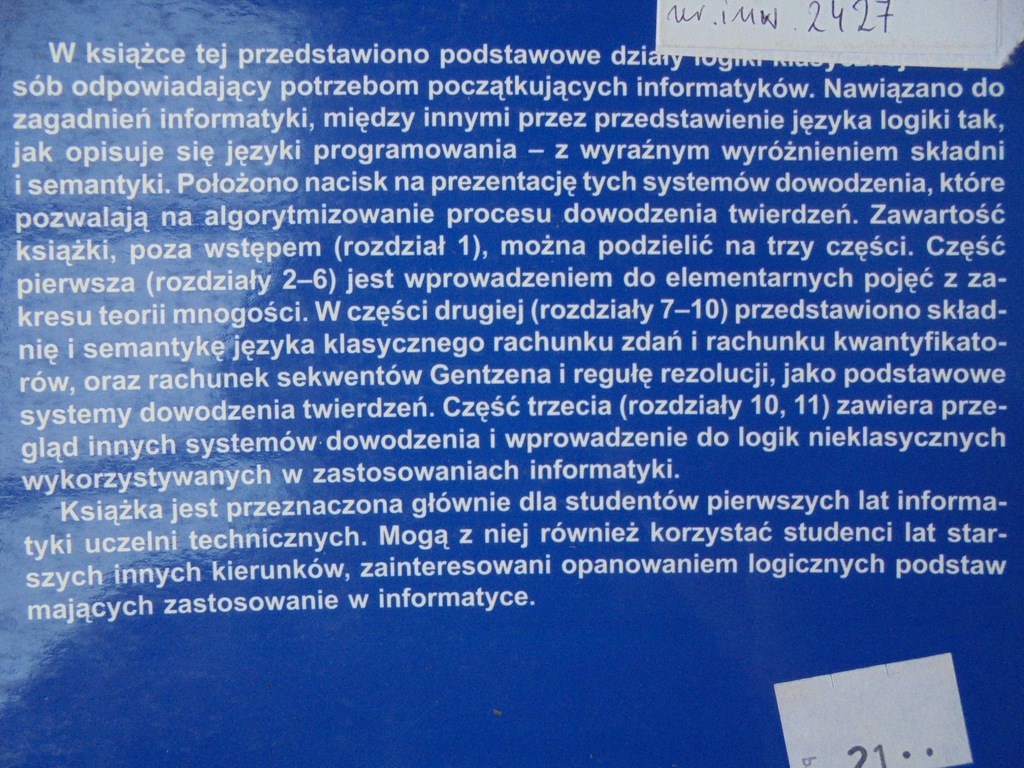 nr. inw. 2427
W książce tej przedstawiono podstawowe działy logiki
sób odpowiadający potrzebom początkujących informatyków. Nawiązano do
zagadnień informatyki, między innymi przez przedstawienie języka logiki tak,
jak opisuje się języki programowania – z wyraźnym wyróżnieniem składni
i semantyki. Położono nacisk na prezentację tych systemów dowodzenia, które
pozwalają na algorytmizowanie procesu dowodzenia twierdzeń. Zawartość
książki, poza wstępem (rozdział 1), można podzielić na trzy części. Część
pierwsza (rozdziały 2–6) jest wprowadzeniem do elementarnych pojęć z za-
kresu teorii mnogości. W części drugiej (rozdziały 7–10) przedstawiono skład-
nię i semantykę języka klasycznego rachunku zdań i rachunku kwantyfikato-
rów, oraz rachunek sekwentów Gentzena i regułę rezolucji, jako podstawowe
systemy dowodzenia twierdzeń. Część trzecia (rozdziały 10, 11) zawiera prze-
gląd innych systemów dowodzenia i wprowadzenie do logik nieklasycznych
wykorzystywanych w zastosowaniach informatyki.
Książka jest przeznaczona głównie dla studentów pierwszych lat informa-
tyki uczelni technicznych. Mogą z niej również korzystać studenci lat star-
szych innych kierunków, zainteresowani opanowaniem logicznych podstaw
mających zastosowanie w informatyce.
21